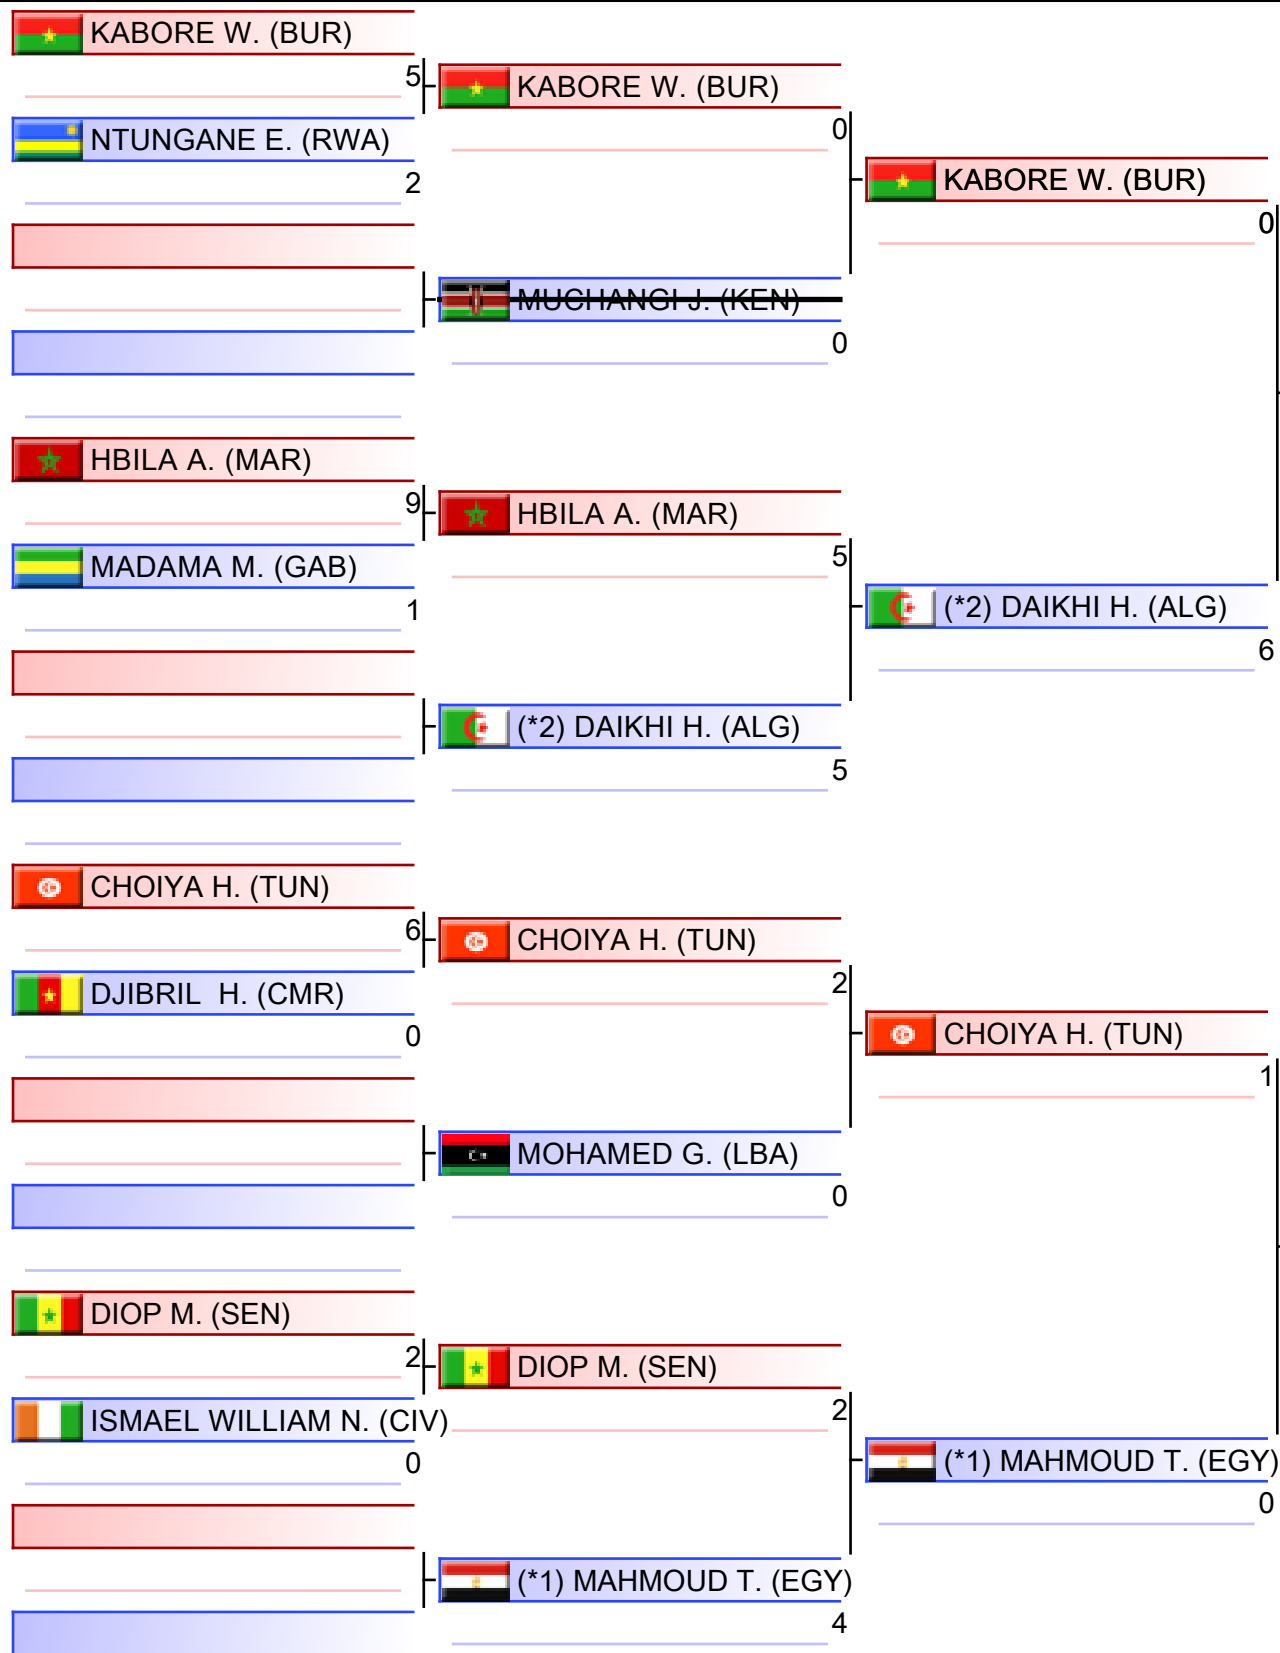 KABORE W. (BUR)
5
NTUNGANE E. (RWA)
2
HBILA A. (MAR)
9
MADAMA M. (GAB)
1
CHOIYA H. (TUN)
6
DJIBRIL  H. (CMR)
0
DIOP M. (SEN)
2
ISMAEL WILLIAM N. (CIV)
0
KABORE W. (BUR)
0
MUCHANGI J. (KEN)
0
HBILA A. (MAR)
5
(*2) DAIKHI H. (ALG)
5
CHOIYA H. (TUN)
2
MOHAMED G. (LBA)
0
DIOP M. (SEN)
2
(*1) MAHMOUD T. (EGY)
4
KABORE W. (BUR)
0
(*2) DAIKHI H. (ALG)
6
CHOIYA H. (TUN)
1
(*1) MAHMOUD T. (EGY)
0